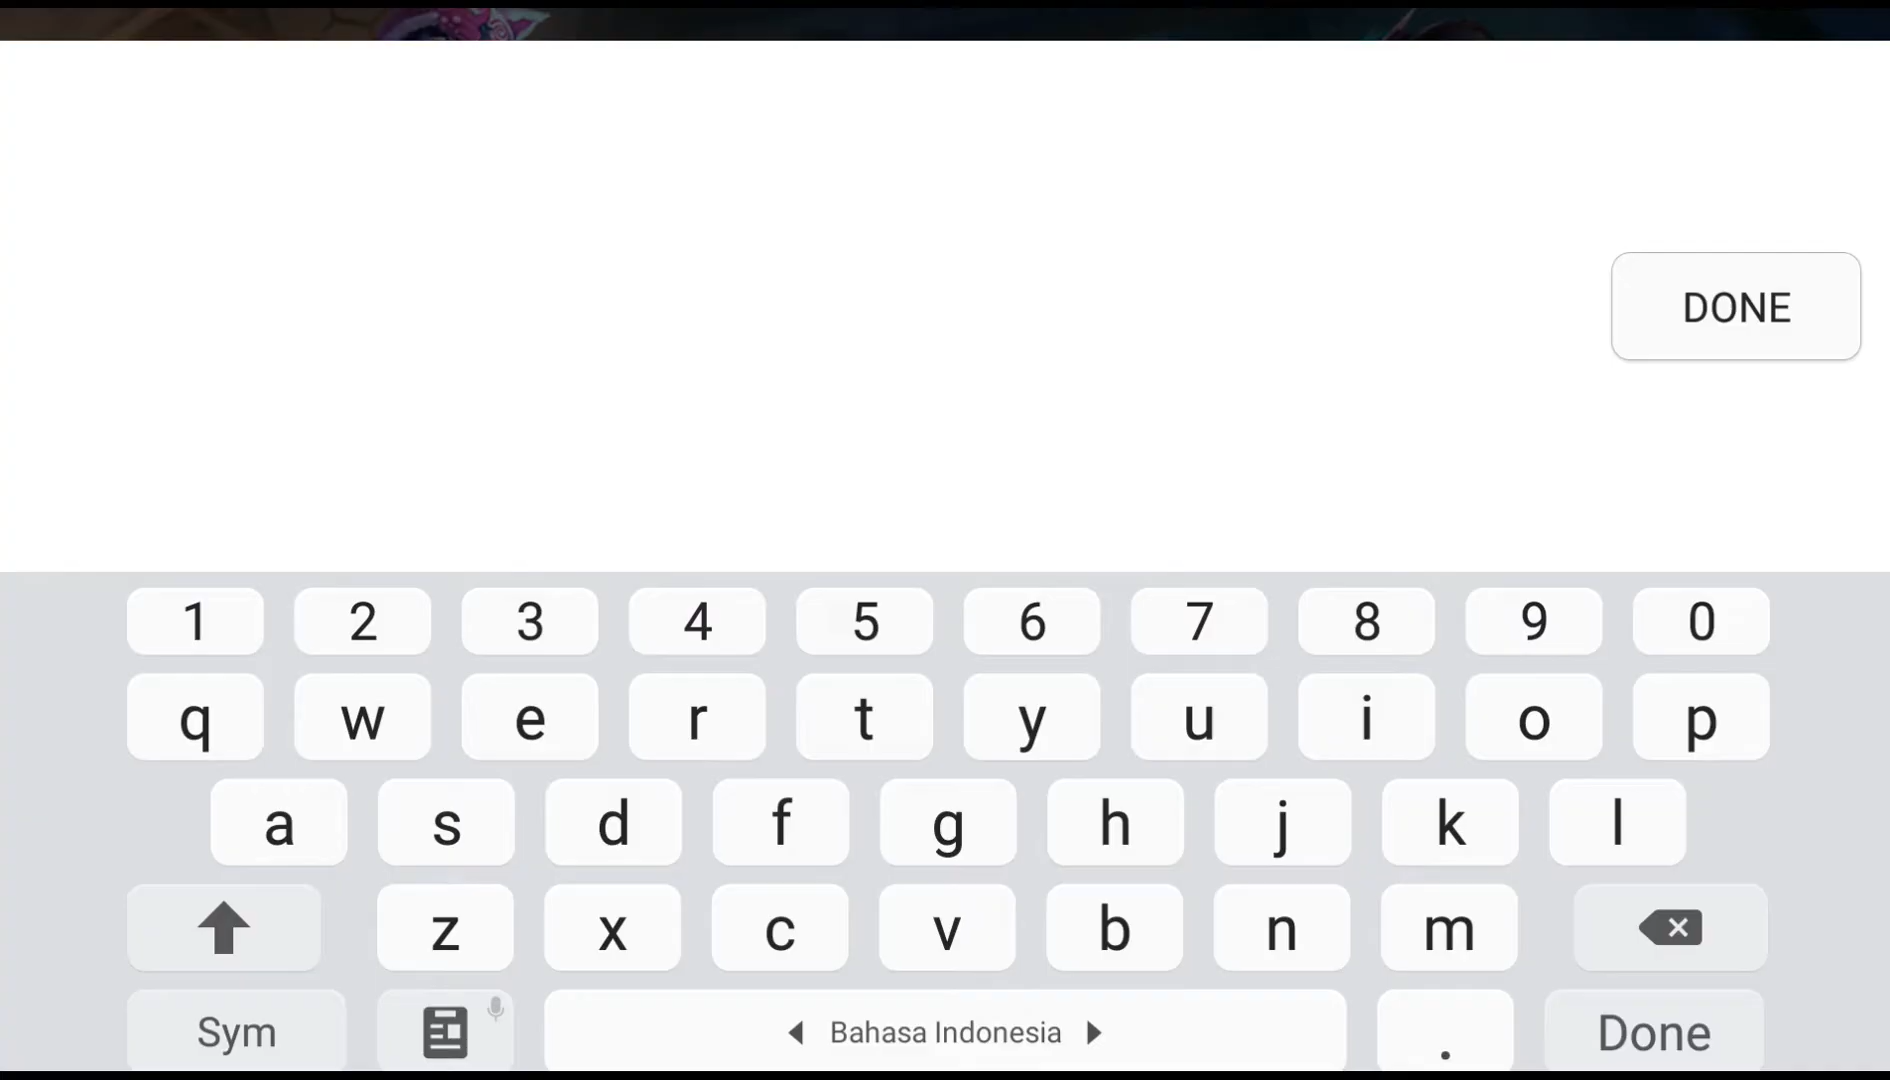 DONE
1 2 3 4 5 6 7 8 9 0
q w e r t y u i o p
a s d f g h j k l
z x c v b n m
Sym Bahasa Indonesia . Done